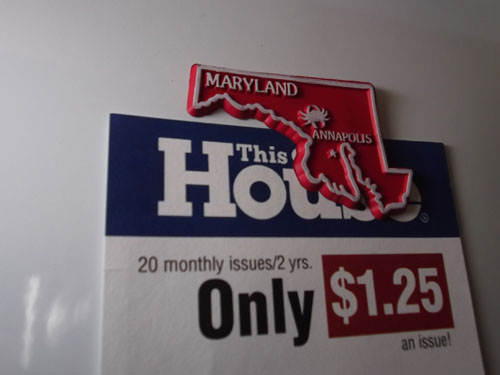 MARYLAND
ANNAPOLIS
This
House
®
20 monthly issues/2 yrs.
Only $1.25
an issue!